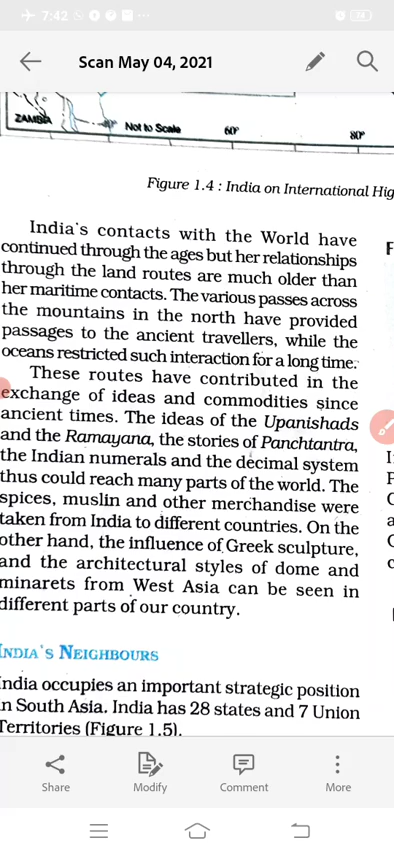 7:42
Scan May 04, 2021
ZAMBIA
Not to Scale 60° 80°
Figure 1.4 : India on International Hig
India's contacts with the World have
continued through the ages but her relationships
through the land routes are much older than
her maritime contacts. The various passes across
the mountains in the north have provided
passages to the ancient travellers, while the
oceans restricted such interaction for a long time.
These routes have contributed in the
exchange of ideas and commodities since
ancient times. The ideas of the Upanishads
and the Ramayana, the stories of Panchtantra,
the Indian numerals and the decimal system
thus could reach many parts of the world. The
spices, muslin and other merchandise were
taken from India to different countries. On the
other hand, the influence of Greek sculpture,
and the architectural styles of dome and
minarets from West Asia can be seen in
different parts of our country.
INDIA'S NEIGHBOURS
India occupies an important strategic position
in South Asia. India has 28 states and 7 Union
Territories (Figure 1.5).
Share Modify Comment More